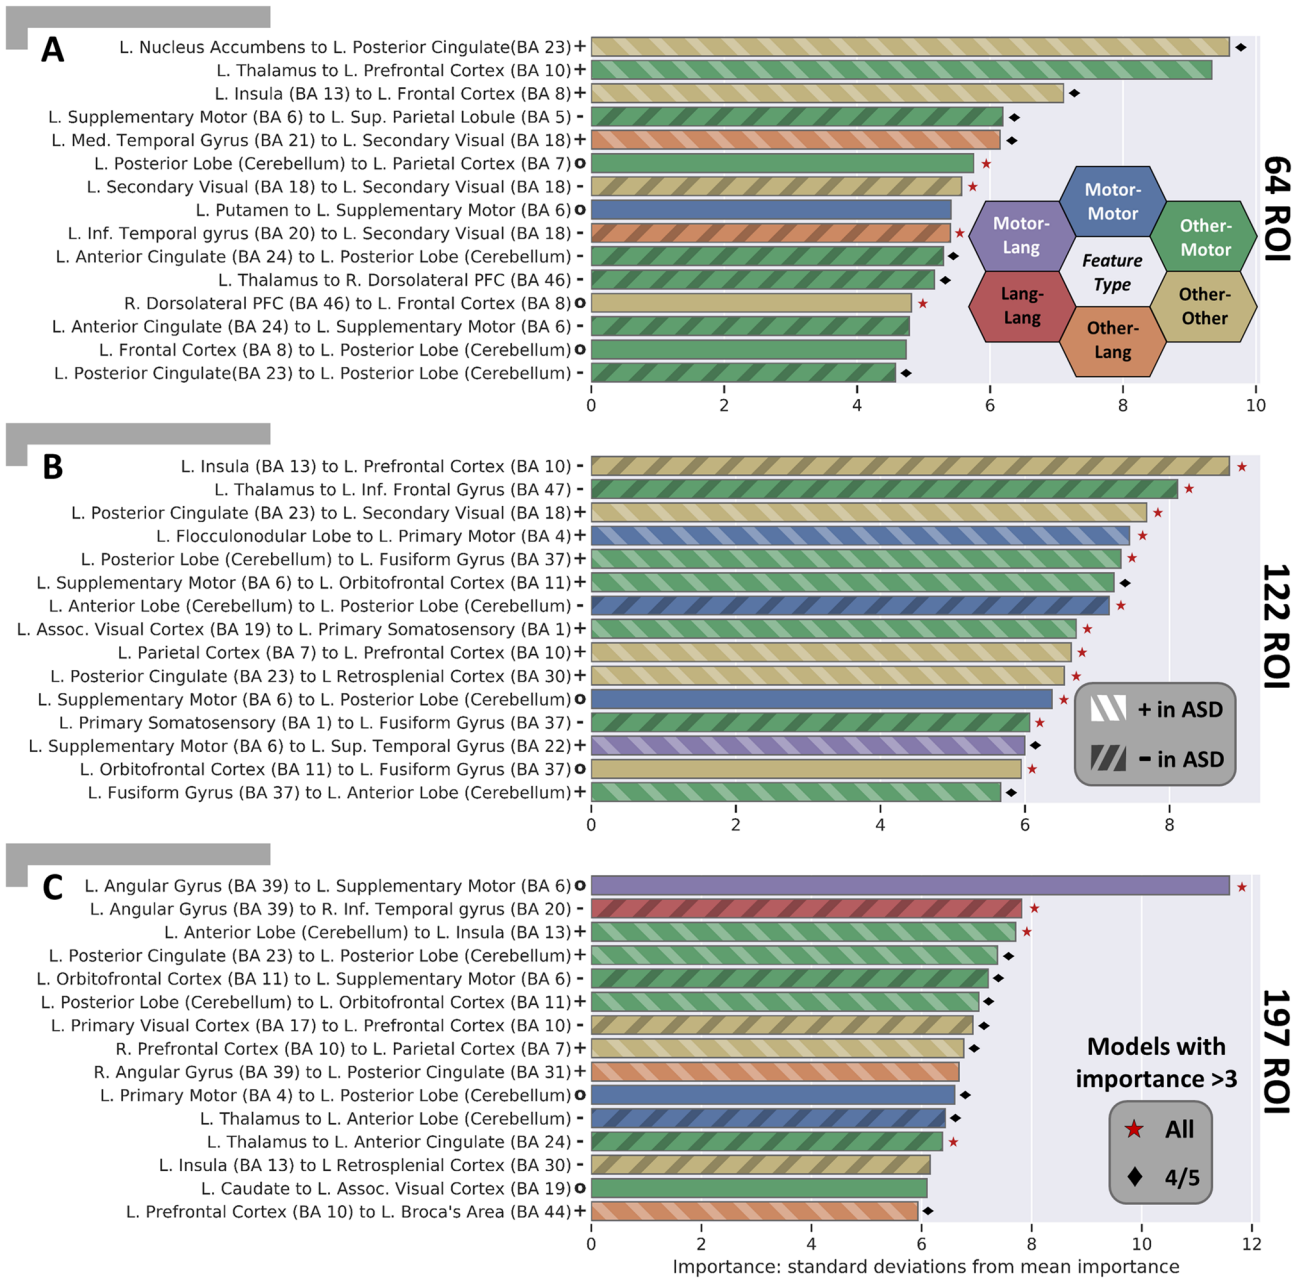 A
L. Nucleus Accumbens to L. Posterior Cingulate(BA 23) +
L. Thalamus to L. Prefrontal Cortex (BA 10) +
L. Insula (BA 13) to L. Frontal Cortex (BA 8) +
L. Supplementary Motor (BA 6) to L. Sup. Parietal Lobule (BA 5) -
L. Med. Temporal Gyrus (BA 21) to L. Secondary Visual (BA 18) +
L. Posterior Lobe (Cerebellum) to L. Parietal Cortex (BA 7) o
L. Secondary Visual (BA 18) to L. Secondary Visual (BA 18) -
L. Putamen to L. Supplementary Motor (BA 6) o
L. Inf. Temporal gyrus (BA 20) to L. Secondary Visual (BA 18) -
L. Anterior Cingulate (BA 24) to L. Posterior Lobe (Cerebellum) -
L. Thalamus to R. Dorsolateral PFC (BA 46) -
R. Dorsolateral PFC (BA 46) to L. Frontal Cortex (BA 8) o
L. Anterior Cingulate (BA 24) to L. Supplementary Motor (BA 6) -
L. Frontal Cortex (BA 8) to L. Posterior Lobe (Cerebellum) o
L. Posterior Cingulate(BA 23) to L. Posterior Lobe (Cerebellum) -
0 2 4 6 8 10
Motor-
Motor
Motor-
Lang
Other-
Motor
Feature
Type
Lang-
Lang
Other-
Other
Other-
Lang
64 ROI
B
L. Insula (BA 13) to L. Prefrontal Cortex (BA 10) -
L. Thalamus to L. Inf. Frontal Gyrus (BA 47) -
L. Posterior Cingulate (BA 23) to L. Secondary Visual (BA 18) +
L. Flocculonodular Lobe to L. Primary Motor (BA 4) +
L. Posterior Lobe (Cerebellum) to L. Fusiform Gyrus (BA 37) +
L. Supplementary Motor (BA 6) to L. Orbitofrontal Cortex (BA 11) +
L. Anterior Lobe (Cerebellum) to L. Posterior Lobe (Cerebellum) -
L. Assoc. Visual Cortex (BA 19) to L. Primary Somatosensory (BA 1) +
L. Parietal Cortex (BA 7) to L. Prefrontal Cortex (BA 10) +
L. Posterior Cingulate (BA 23) to L Retrosplenial Cortex (BA 30) +
L. Supplementary Motor (BA 6) to L. Posterior Lobe (Cerebellum) o
L. Primary Somatosensory (BA 1) to L. Fusiform Gyrus (BA 37) -
L. Supplementary Motor (BA 6) to L. Sup. Temporal Gyrus (BA 22) +
L. Orbitofrontal Cortex (BA 11) to L. Fusiform Gyrus (BA 37) o
L. Fusiform Gyrus (BA 37) to L. Anterior Lobe (Cerebellum) +
0 2 4 6 8
+ in ASD
- in ASD
122 ROI
C
L. Angular Gyrus (BA 39) to L. Supplementary Motor (BA 6) o
L. Angular Gyrus (BA 39) to R. Inf. Temporal gyrus (BA 20) -
L. Anterior Lobe (Cerebellum) to L. Insula (BA 13) +
L. Posterior Cingulate (BA 23) to L. Posterior Lobe (Cerebellum) +
L. Orbitofrontal Cortex (BA 11) to L. Supplementary Motor (BA 6) -
L. Posterior Lobe (Cerebellum) to L. Orbitofrontal Cortex (BA 11) +
L. Primary Visual Cortex (BA 17) to L. Prefrontal Cortex (BA 10) -
R. Prefrontal Cortex (BA 10) to L. Parietal Cortex (BA 7) +
R. Angular Gyrus (BA 39) to L. Posterior Cingulate (BA 31) +
L. Primary Motor (BA 4) to L. Posterior Lobe (Cerebellum) o
L. Thalamus to L. Anterior Lobe (Cerebellum) -
L. Thalamus to L. Anterior Cingulate (BA 24) -
L. Insula (BA 13) to L Retrosplenial Cortex (BA 30) -
L. Caudate to L. Assoc. Visual Cortex (BA 19) o
L. Prefrontal Cortex (BA 10) to L. Broca's Area (BA 44) +
0 2 4 6 8 10 12
Importance: standard deviations from mean importance
Models with
importance >3
All
4/5
197 ROI